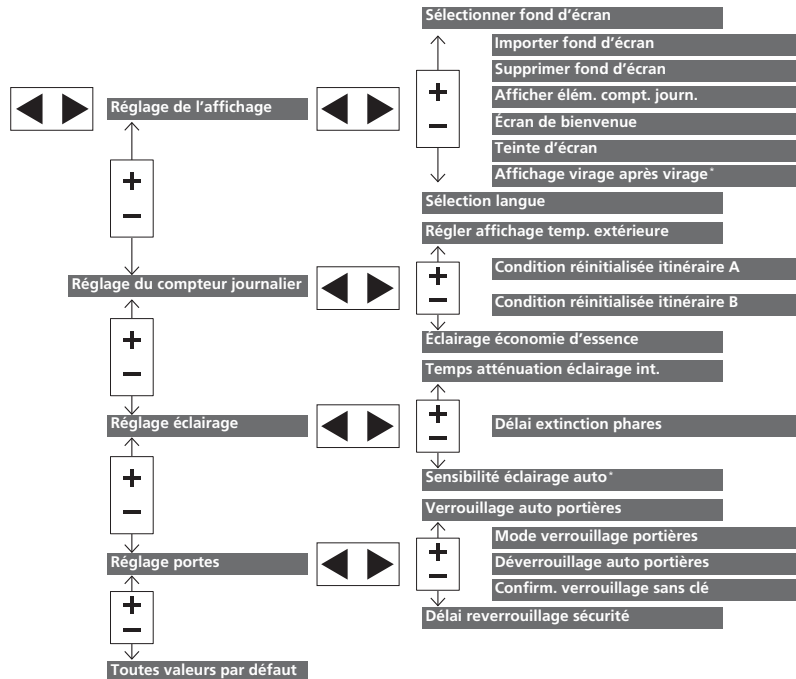 Sélectionner fond d’écran
Importer fond d’écran
Supprimer fond d’écran
Réglage de l’affichage
Afficher élém. compt. journ.
Écran de bienvenue
Teinte d’écran
Affichage virage après virage*
Sélection langue
Régler affichage temp. extérieure
Condition réinitialisée itinéraire A
Réglage du compteur journalier
Condition réinitialisée itinéraire B
Éclairage économie d’essence
Temps atténuation éclairage int.
Réglage éclairage
Délai extinction phares
Sensibilité éclairage auto*
Verrouillage auto portières
Mode verrouillage portières
Réglage portes
Déverrouillage auto portières
Confirm. verrouillage sans clé
Délai reverrouillage sécurité
Toutes valeurs par défaut